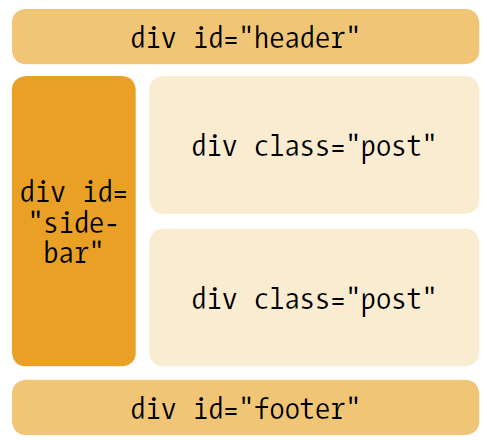 div id="header"
div id=
"side-
bar"
div class="post"
div class="post"
div id="footer"